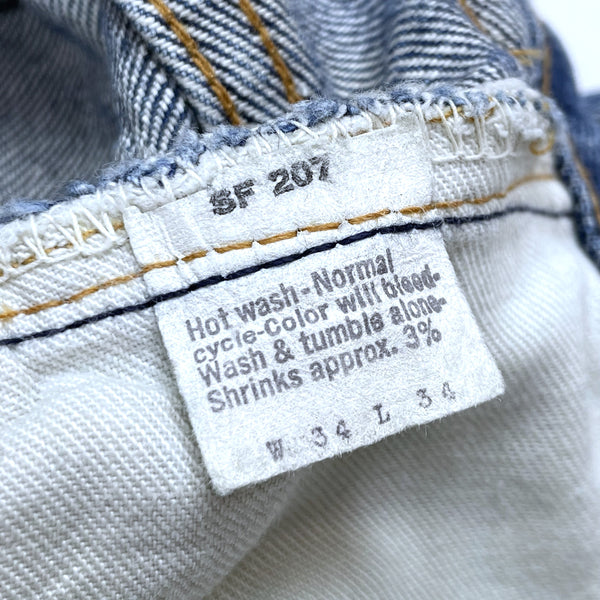 SF 207
Hot wash - Normal
cycle-Color will bleed-
Wash & tumble alone-
Shrinks approx. 3%
W 34 L 34